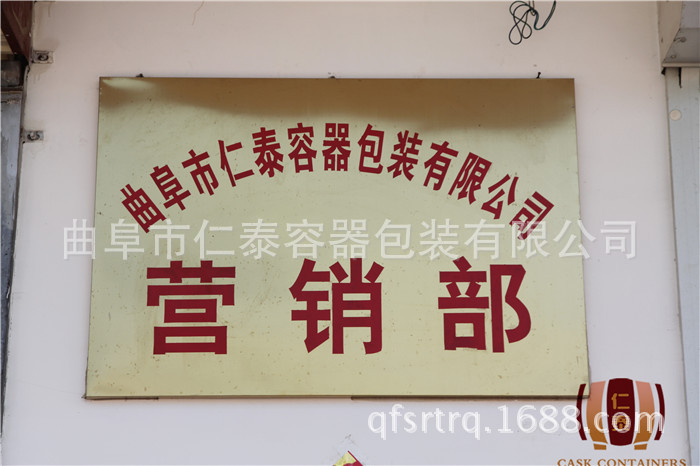 曲阜市仁泰容器包装有限公司
曲阜市仁泰容器包装有限公司
营销部
qfsrtrq.1688.com
仁泰
CASK CONTAINERS